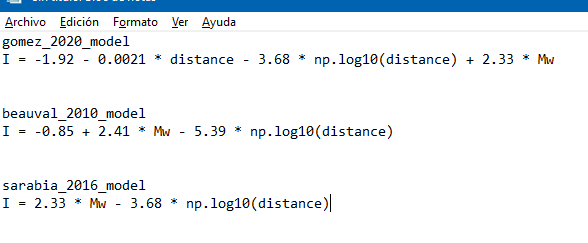 Archivo Edición Formato Ver Ayuda
gomez_2020_model
I = -1.92 - 0.0021 * distance - 3.68 * np.log10(distance) + 2.33 * Mw
beauval_2010_model
I = -0.85 + 2.41 * Mw - 5.39 * np.log10(distance)
sarabia_2016_model
I = 2.33 * Mw - 3.68 * np.log10(distance)